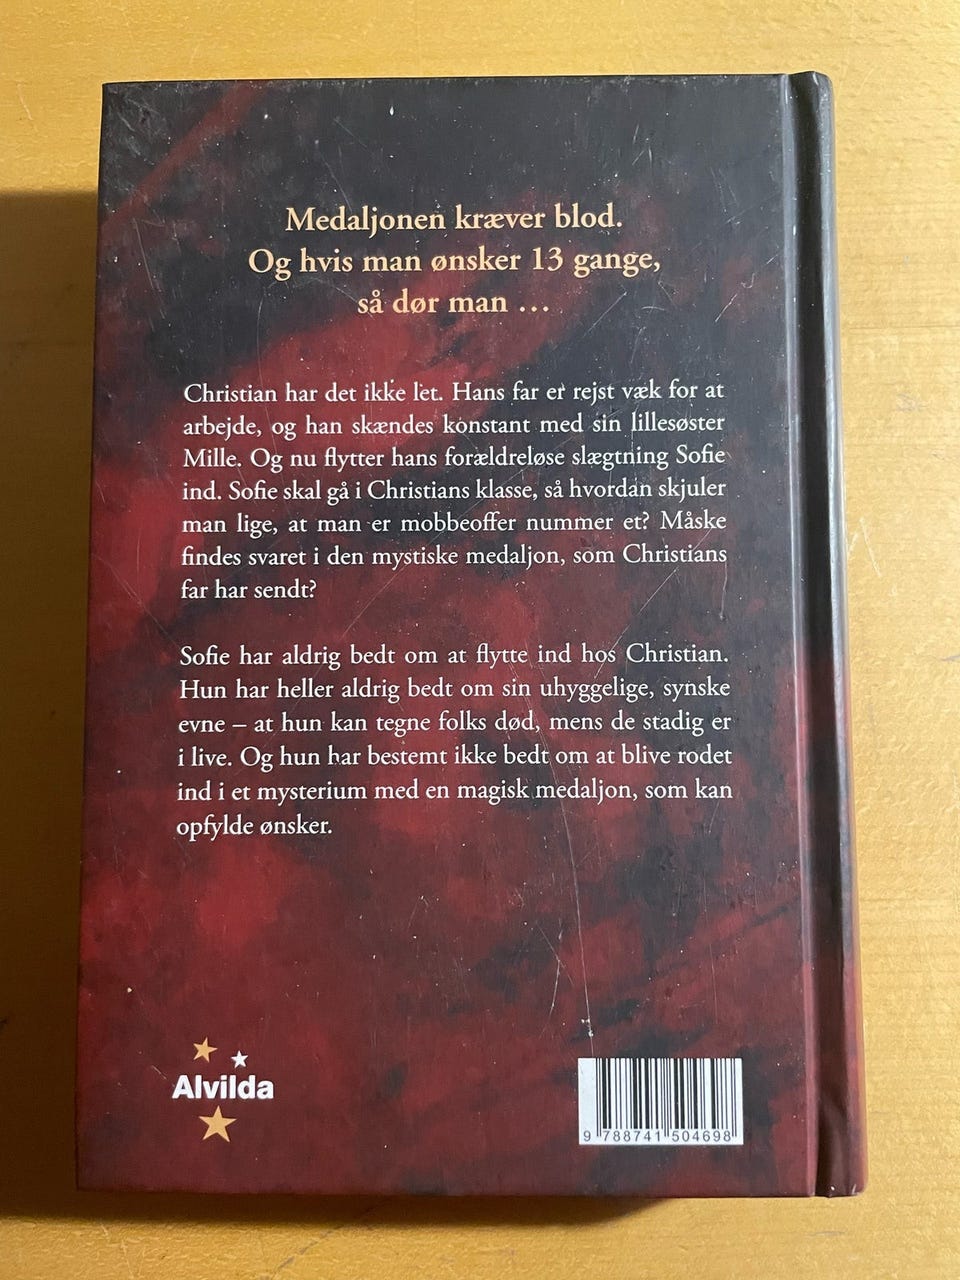 Medaljonen kræver blod.
Og hvis man ønsker 13 gange,
så dør man …
Christian har det ikke let. Hans far er rejst væk for at
arbejde, og han skændes konstant med sin lillesøster
Mille. Og nu flytter hans forældreløse slægtning Sofie
ind. Sofie skal gå i Christians klasse, så hvordan skjuler
man lige, at man er mobbeoffer nummer et? Måske
findes svaret i den mystiske medaljon, som Christians
far har sendt?
Sofie har aldrig bedt om at flytte ind hos Christian.
Hun har heller aldrig bedt om sin uhyggelige, synske
evne – at hun kan tegne folks død, mens de stadig er
i live. Og hun har bestemt ikke bedt om at blive rodet
ind i et mysterium med en magisk medaljon, som kan
opfylde ønsker.
Alvilda
9 788741 504698